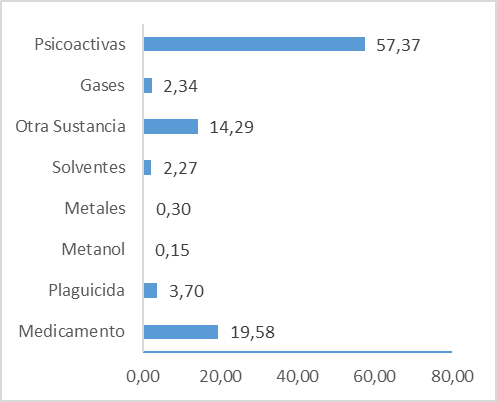 Psicoactivas 57,37
Gases 2,34
Otra Sustancia 14,29
Solventes 2,27
Metales 0,30
Metanol 0,15
Plaguicida 3,70
Medicamento 19,58
0,00 20,00 40,00 60,00 80,00